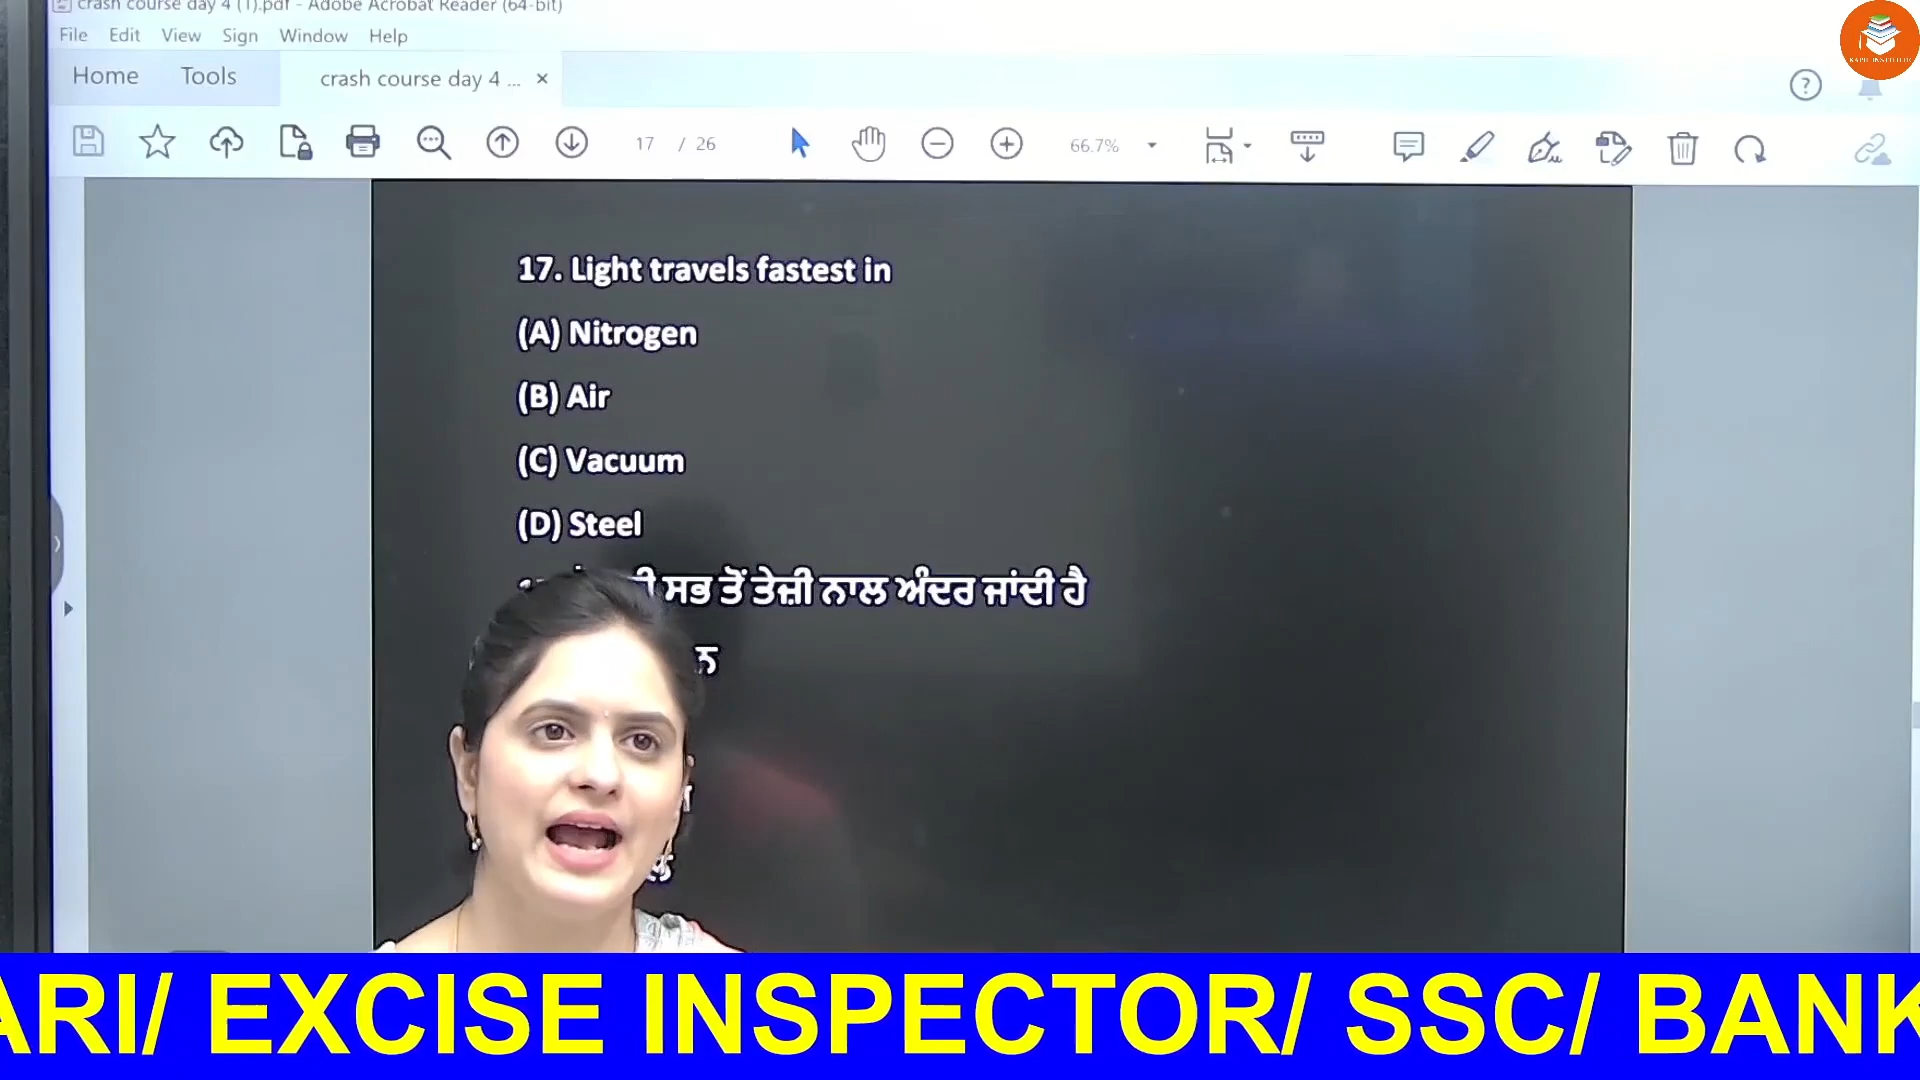 crash course day 4 (1).pdf - Adobe Acrobat Reader (64-bit)
File Edit View Sign Window Help
Home Tools crash course day 4 ...
17 / 26 66.7%
17. Light travels fastest in
(A) Nitrogen
(B) Air
(C) Vacuum
(D) Steel
ਸਭ ਤੋਂ ਤੇਜ਼ੀ ਨਾਲ ਅੰਦਰ ਜਾਂਦੀ ਹੈ
ARI/ EXCISE INSPECTOR/ SSC/ BANK